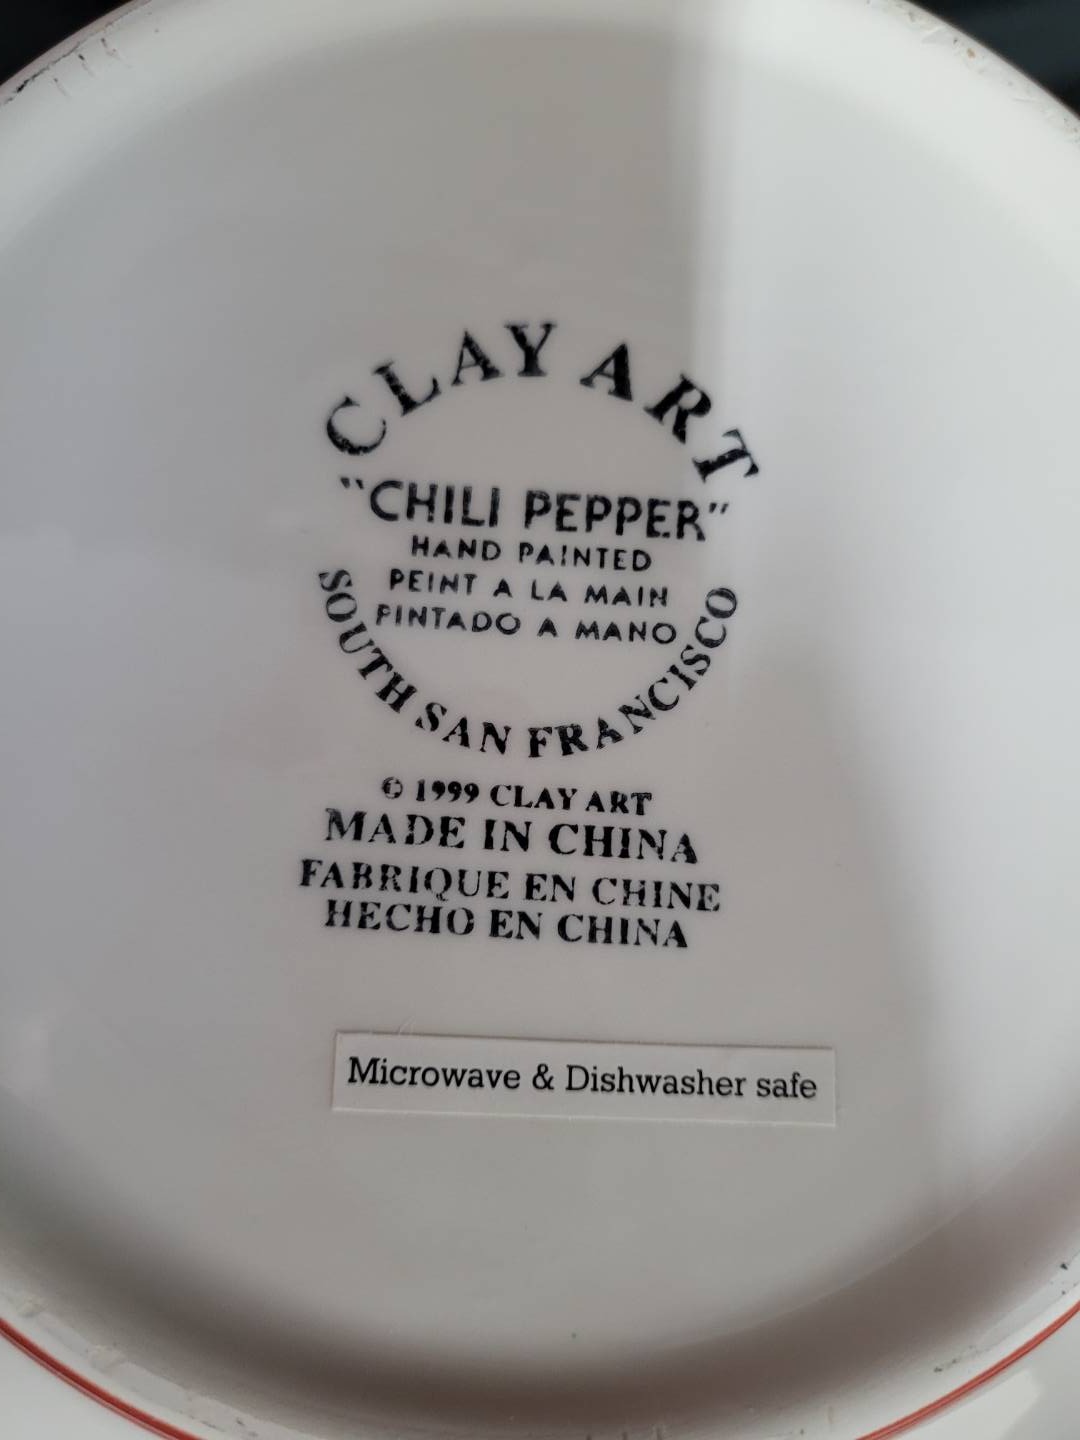 CLAY ART
"CHILI PEPPER"
HAND PAINTED
PEINT A LA MAIN
PINTADO A MANO
SOUTH SAN FRANCISCO
© 1999 CLAY ART
MADE IN CHINA
FABRIQUE EN CHINE
HECHO EN CHINA
Microwave & Dishwasher safe